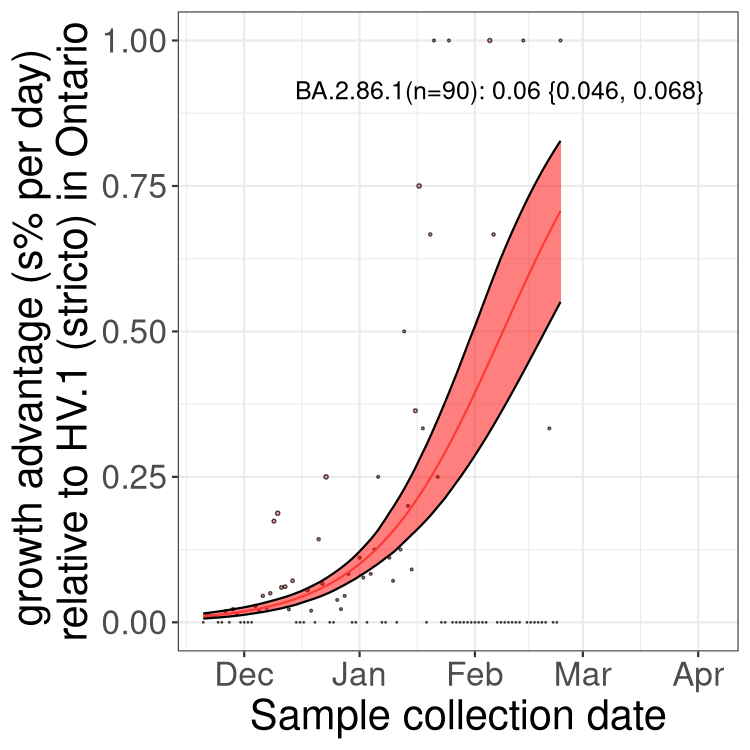 growth advantage (s% per day)
relative to HV.1 (stricto) in Ontario
1.00
0.75
0.50
0.25
0.00
BA.2.86.1(n=90): 0.06 {0.046, 0.068}
Dec Jan Feb Mar Apr
Sample collection date